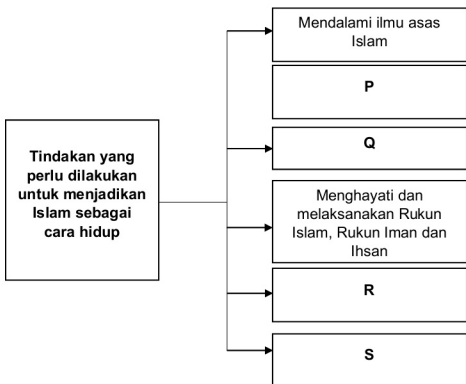 Mendalami ilmu asas
Islam
P
Q
Tindakan yang
perlu dilakukan
untuk menjadikan
Islam sebagai
cara hidup
Menghayati dan
melaksanakan Rukun
Islam, Rukun Iman dan
Ihsan
R
S